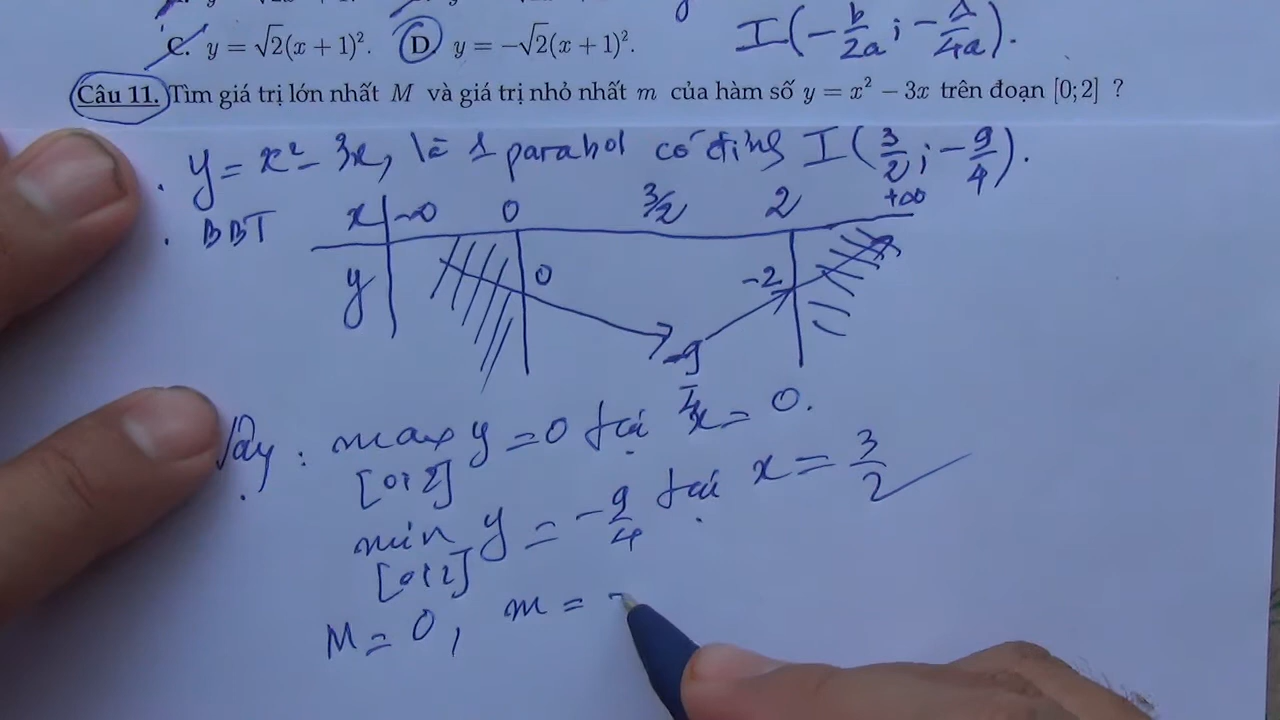 C. y = √2(x + 1)². D y = −√2(x + 1)².
I(−b/2a ; −Δ/4a).
Câu 11. Tìm giá trị lớn nhất M và giá trị nhỏ nhất m của hàm số y = x² − 3x trên đoạn [0; 2] ?
. y = x² − 3x, là 1 parabol có đỉnh I(3/2 ; −9/4).
. BBT x −∞ 0 3/2 2 +∞
y 0 −9/4 −2
Vậy : max y = 0 tại x = 0.
[0;2]
min y = −9/4 tại x = 3/2
[0;2]
M = 0, m = −